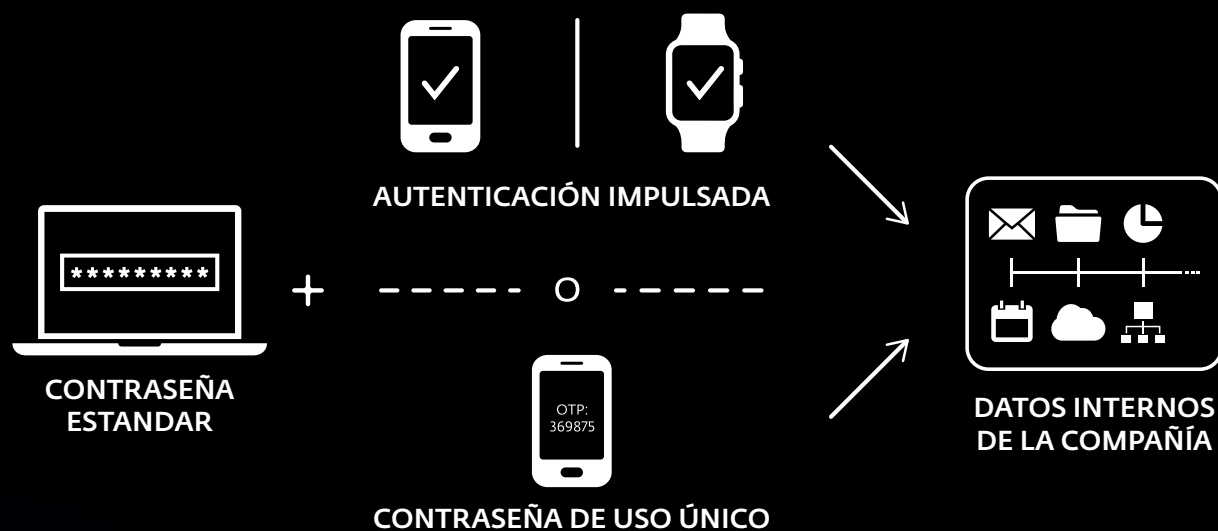 AUTENTICACIÓN IMPULSADA
*********
+
O
CONTRASEÑA
ESTANDAR
OTP:
369875
CONTRASEÑA DE USO ÚNICO
DATOS INTERNOS
DE LA COMPAÑÍA